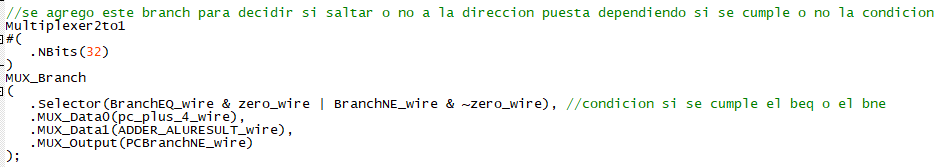 //se agrego este branch para decidir si saltar o no a la direccion puesta dependiendo si se cumple o no la condicion
Multiplexer2to1
#(
.NBits(32)
)
MUX_Branch
(
.Selector(BranchEQ_wire & zero_wire | BranchNE_wire & ~zero_wire), //condicion si se cumple el beq o el bne
.MUX_Data0(pc_plus_4_wire),
.MUX_Data1(ADDER_ALURESULT_wire),
.MUX_Output(PCBranchNE_wire)
);